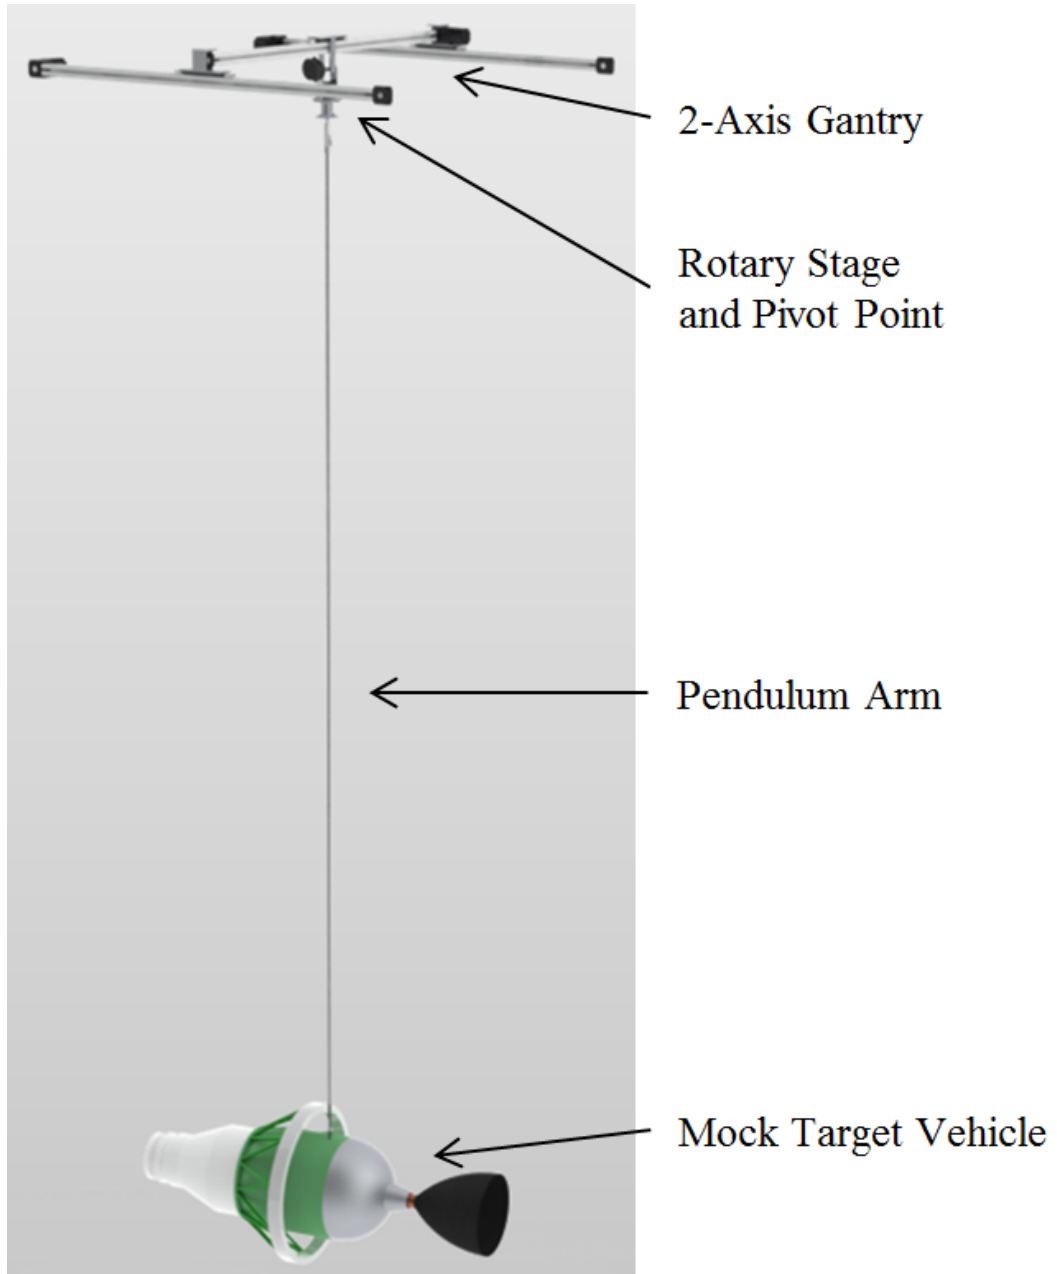 2-Axis Gantry
Rotary Stage
and Pivot Point
Pendulum Arm
Mock Target Vehicle